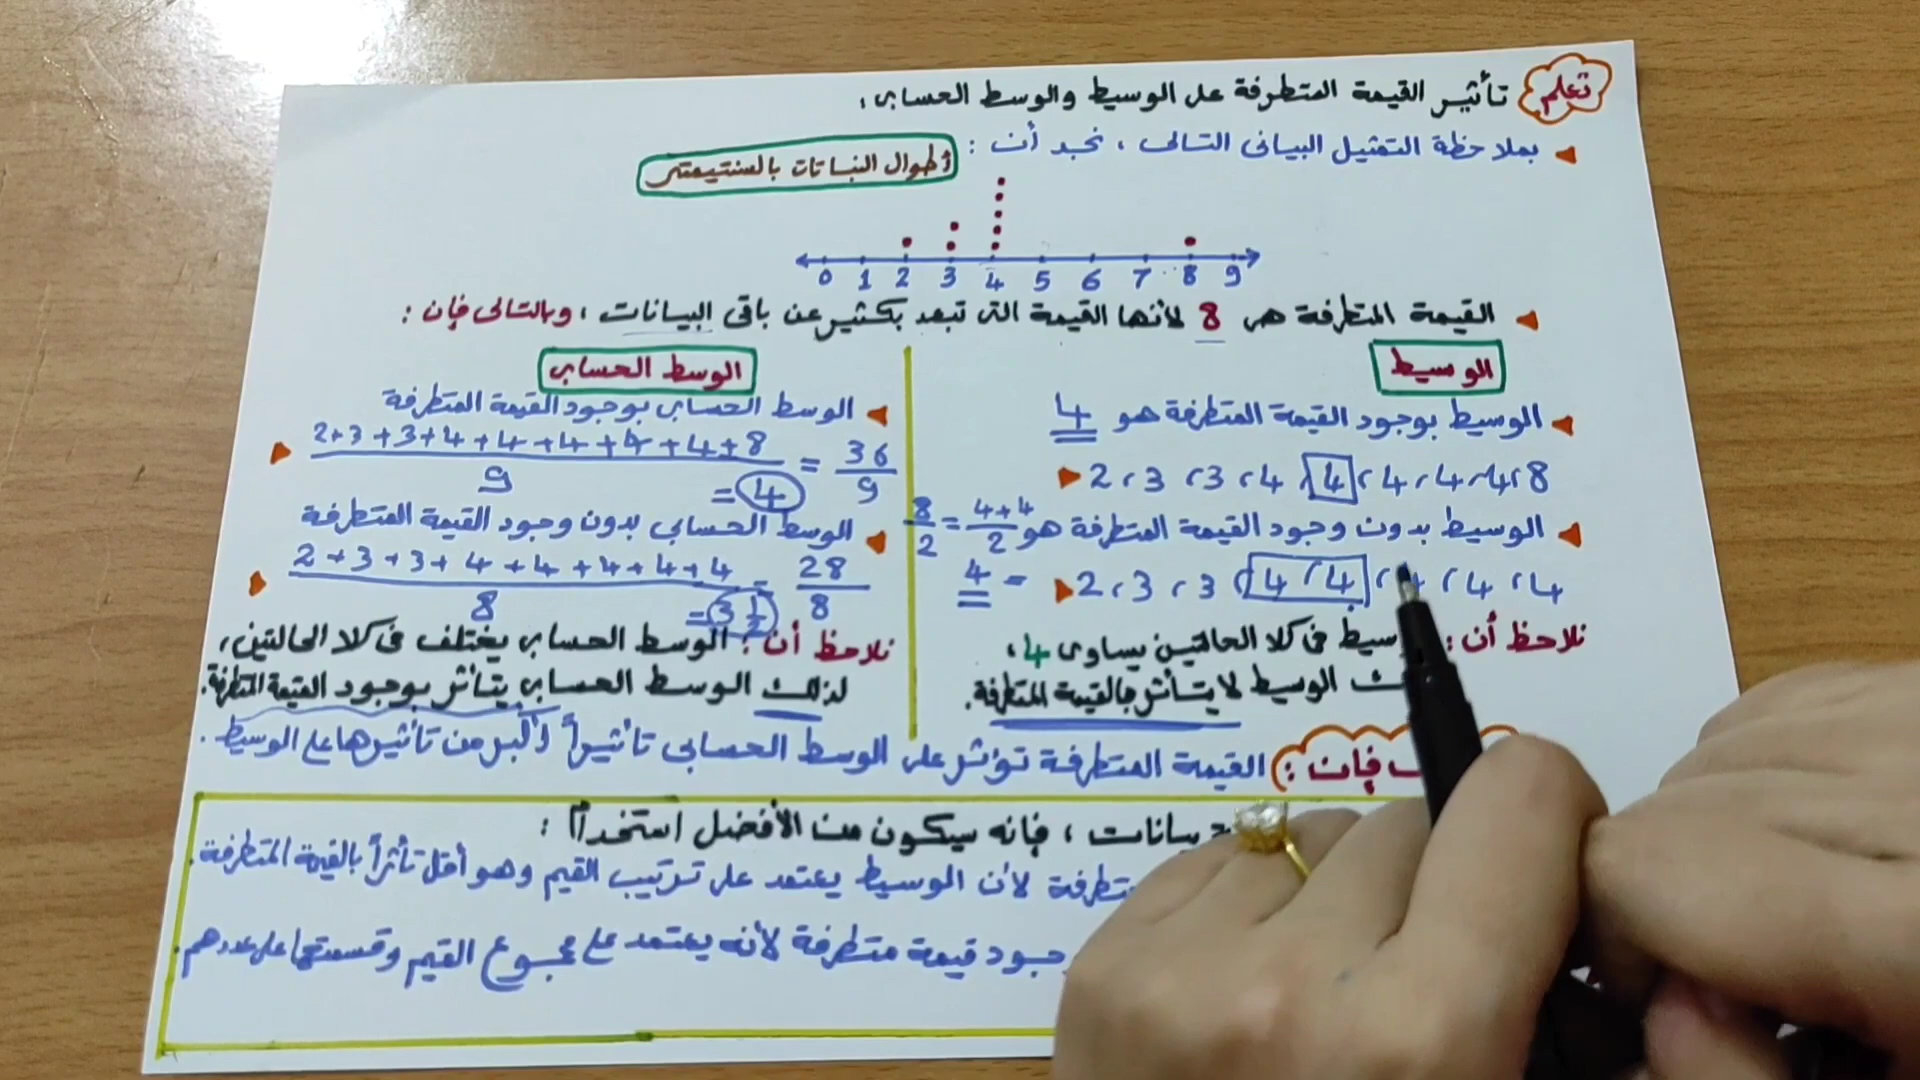 تعلم تأثير القيمة المتطرفة على الوسيط والوسط الحسابى :
بملاحظة التمثيل البيانى التالى ، نجد أن :
أطوال النباتات بالسنتيمتر
0 1 2 3 4 5 6 7 8 9
القيمة المتطرفة هى 8 لأنها القيمة التى تبعد بكثير عن باقى البيانات ، وبالتالى فإن :
الوسيط
الوسيط بوجود القيمة المتطرفة هو 4
2 ، 3 ، 3 ، 4 ، 4 ، 4 ، 4 ، 4 ، 8
الوسيط بدون وجود القيمة المتطرفة هو 4+4/2 = 8/2
= 4
2 ، 3 ، 3 ، 4 ، 4 ، 4 ، 4 ، 4
نلاحظ أن : فى كلا الحالتين يساوى 4 ،
الوسيط لا يتأثر بالقيمة المتطرفة .
الوسط الحسابى
الوسط الحسابى بوجود القيمة المتطرفة
2+3+3+4+4+4+4+4+8/9 = 36/9
= 4
الوسط الحسابى بدون وجود القيمة المتطرفة
2+3+3+4+4+4+4+4/8 = 28/8
= 3 1/2
نلاحظ أن : الوسط الحسابى يختلف فى كلا الحالتين ،
لذلك الوسط الحسابى يتأثر بوجود القيمة المتطرفة .
فإن : القيمة المتطرفة تؤثر على الوسط الحسابى تأثيراً أكبر من تأثيرها على الوسيط .
بيانات ، فإنه سيكون من الأفضل استخدام :
لأن الوسيط يعتمد على ترتيب القيم وهو أقل تأثراً بالقيمة المتطرفة .
قيمة متطرفة لأنه يعتمد على مجموع القيم وقسمتها على عددهم .